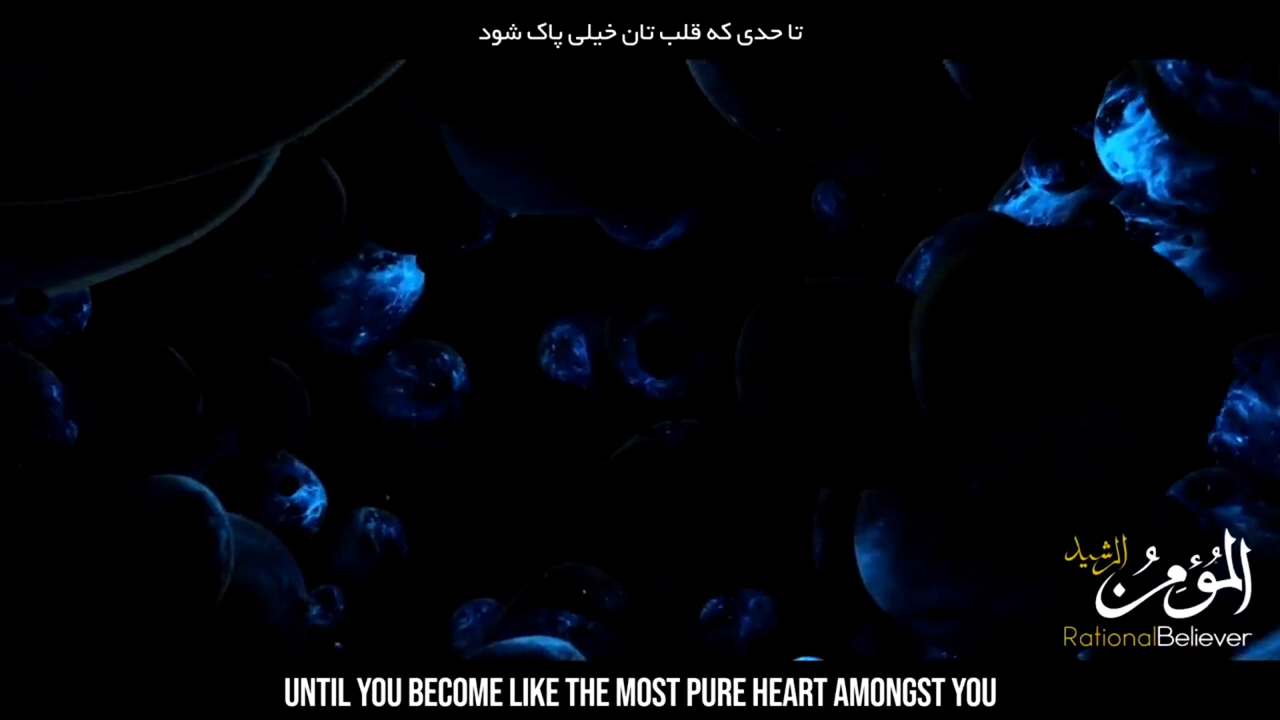 تا حدی که قلب تان خیلی پاک شود
المؤمن الرشيد
RationalBeliever
UNTIL YOU BECOME LIKE THE MOST PURE HEART AMONGST YOU